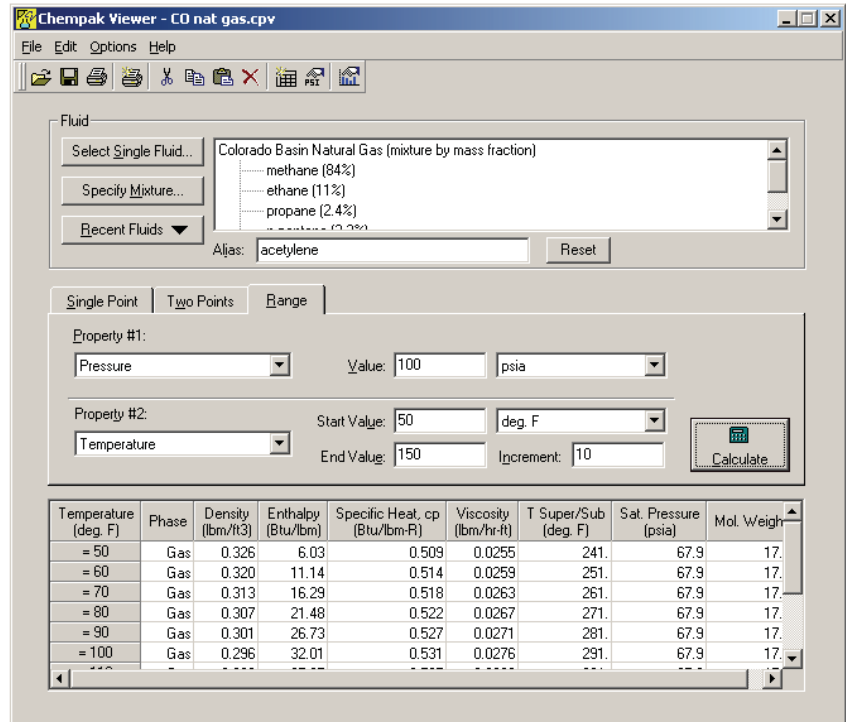 Chempak Viewer - CO nat gas.cpv
File Edit Options Help
PSI
Fluid
Select Single Fluid...
Specify Mixture...
Recent Fluids
Colorado Basin Natural Gas (mixture by mass fraction)
methane (84%)
ethane (11%)
propane (2.4%)
Alias: acetylene Reset
Single Point Two Points Range
Property #1:
Pressure Value: 100 psia
Property #2:
Temperature
Start Value: 50 deg. F
End Value: 150 Increment: 10
Calculate
Temperature (deg. F) Phase Density (lbm/ft3) Enthalpy (Btu/lbm) Specific Heat, cp (Btu/lbm-R) Viscosity (lbm/hr-ft) T Super/Sub (deg. F) Sat. Pressure (psia) Mol. Weigh
= 50 Gas 0.326 6.03 0.509 0.0255 241. 67.9 17.
= 60 Gas 0.320 11.14 0.514 0.0259 251. 67.9 17.
= 70 Gas 0.313 16.29 0.518 0.0263 261. 67.9 17.
= 80 Gas 0.307 21.48 0.522 0.0267 271. 67.9 17.
= 90 Gas 0.301 26.73 0.527 0.0271 281. 67.9 17.
= 100 Gas 0.296 32.01 0.531 0.0276 291. 67.9 17.